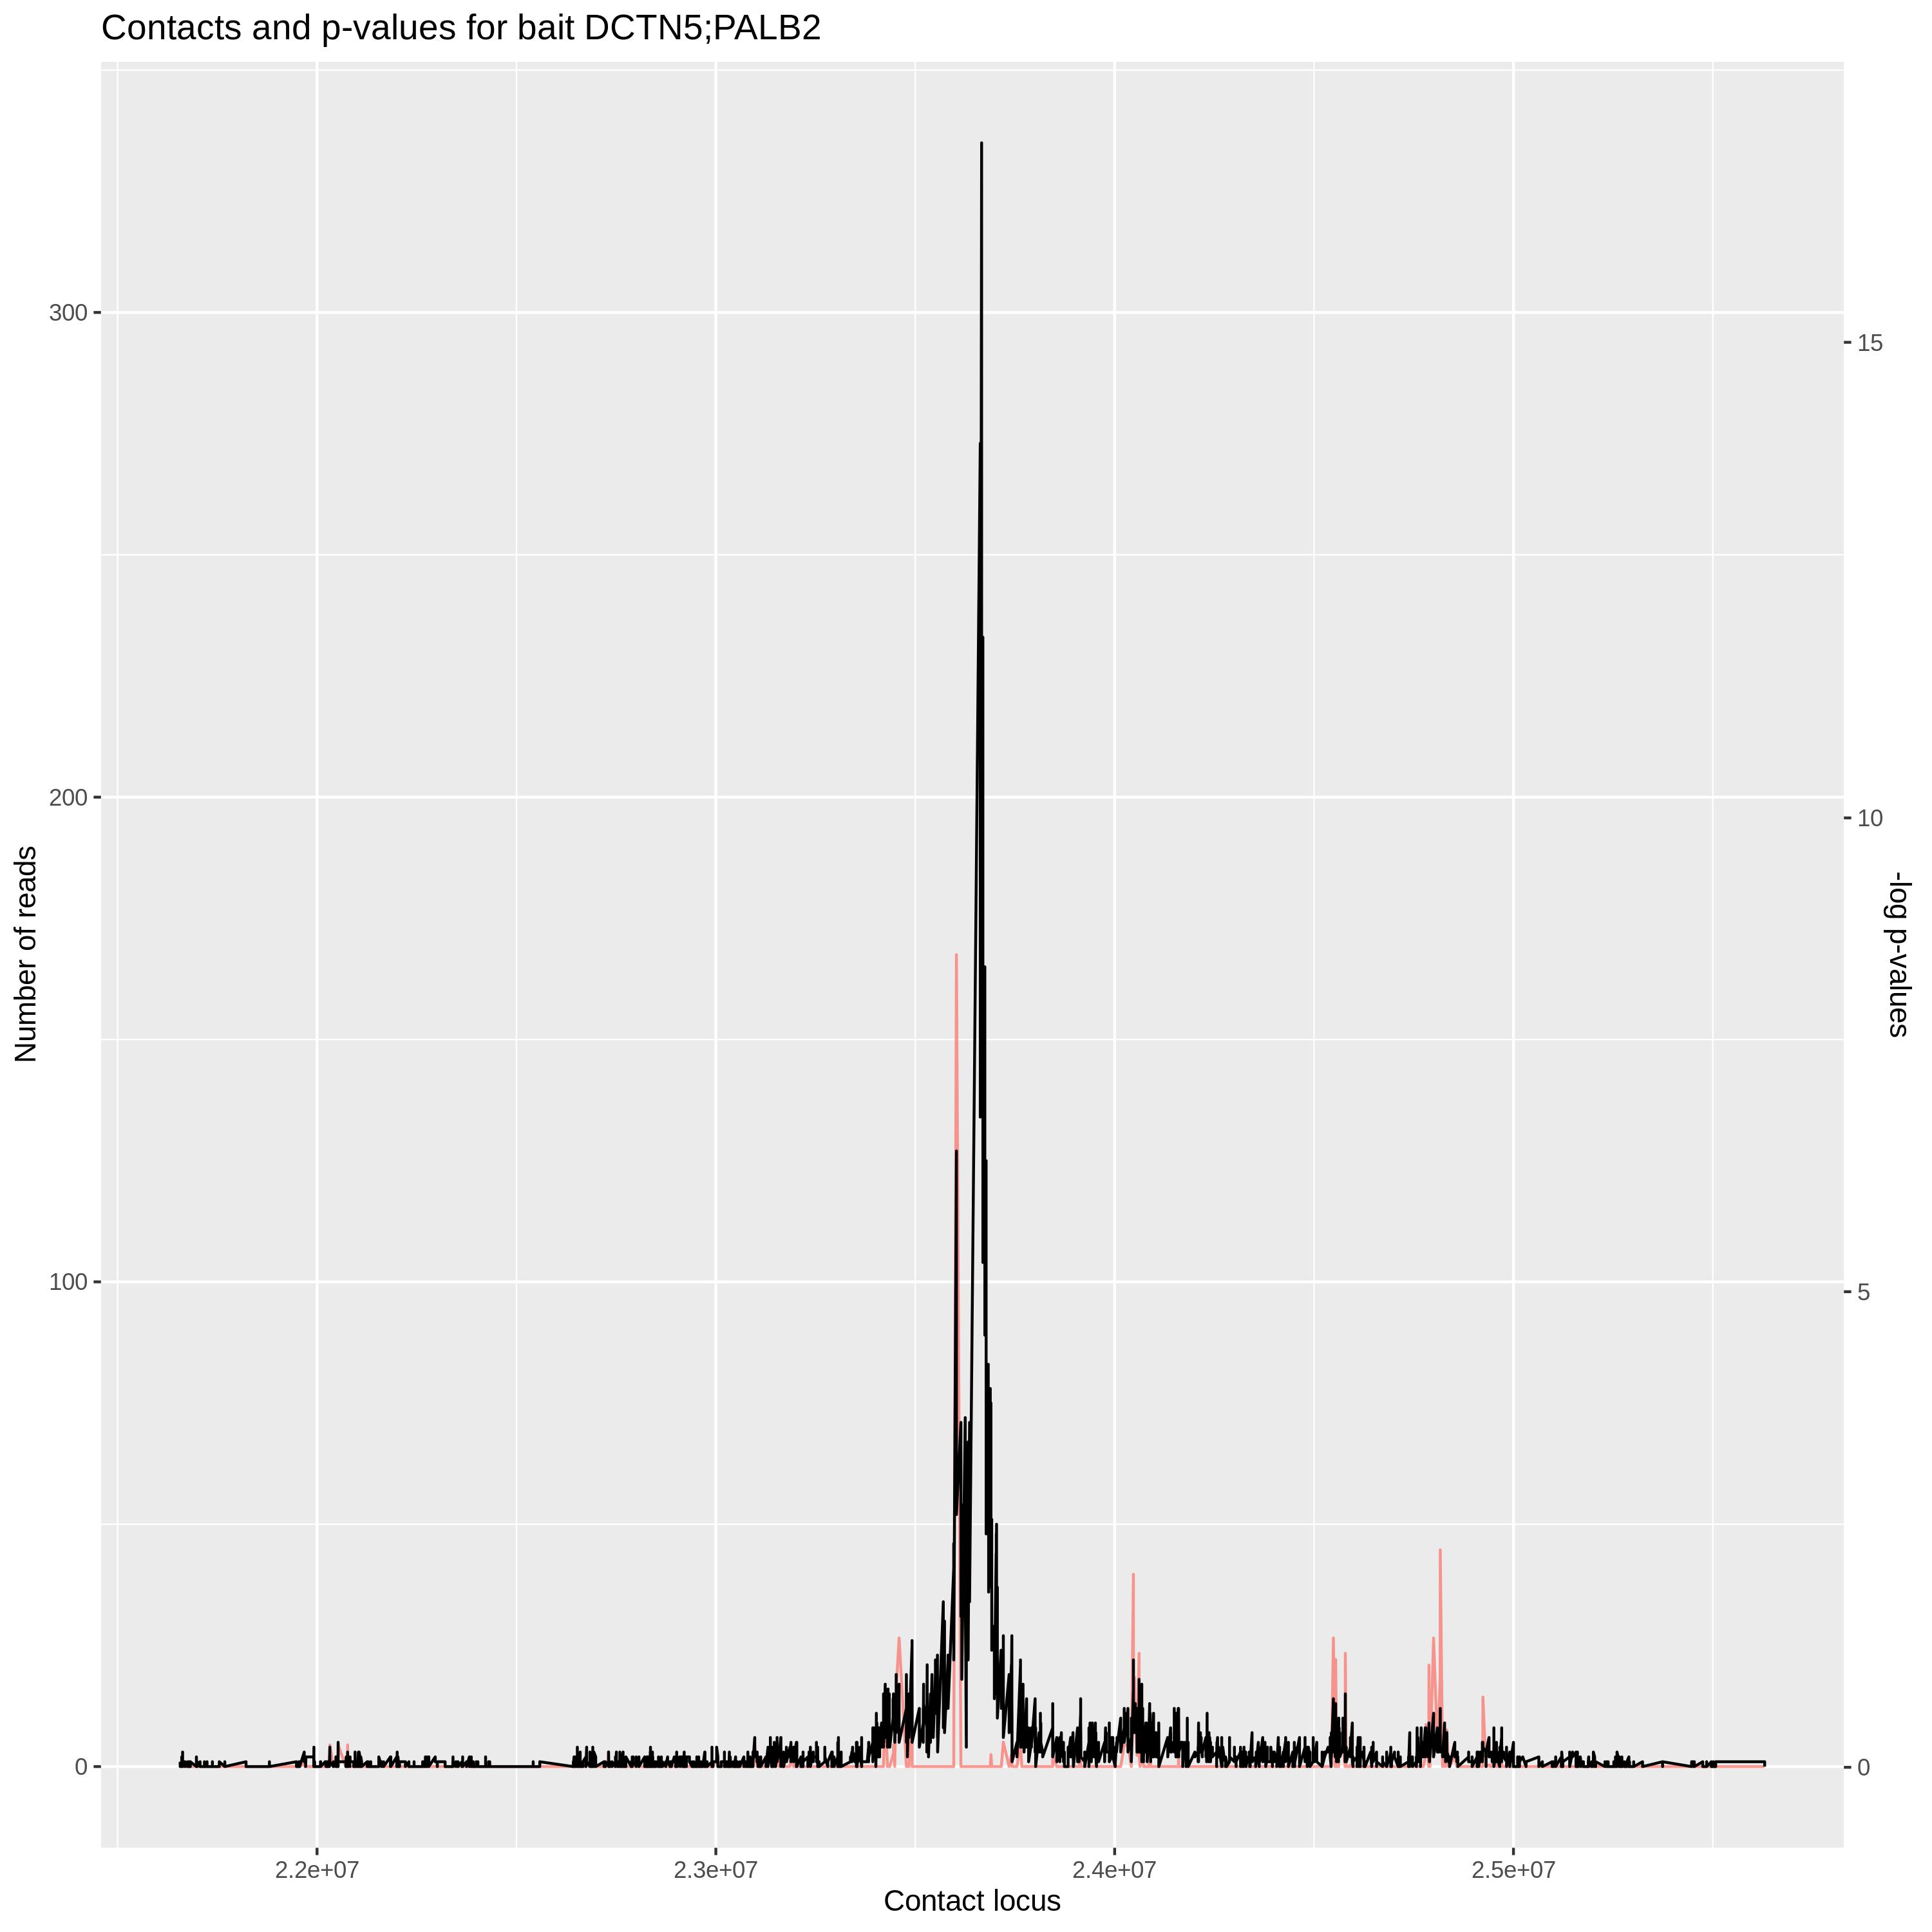 Contacts and p-values for bait DCTN5;PALB2
Number of reads
300
200
100
0
15
10
5
0
-log p-values
2.2e+07
2.3e+07
2.4e+07
2.5e+07
Contact locus